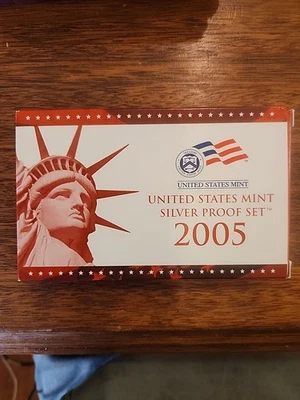 UNITED STATES MINT
UNITED STATES MINT
SILVER PROOF SET™
2005